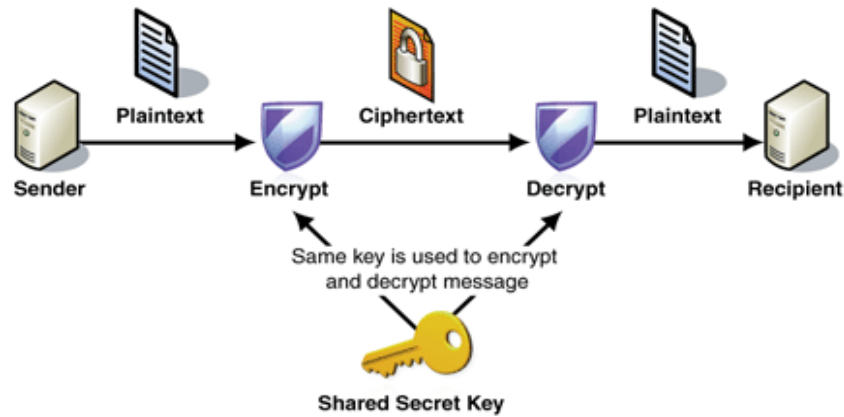 Plaintext
Ciphertext
Plaintext
Sender
Encrypt
Decrypt
Recipient
Same key is used to encrypt
and decrypt message
Shared Secret Key